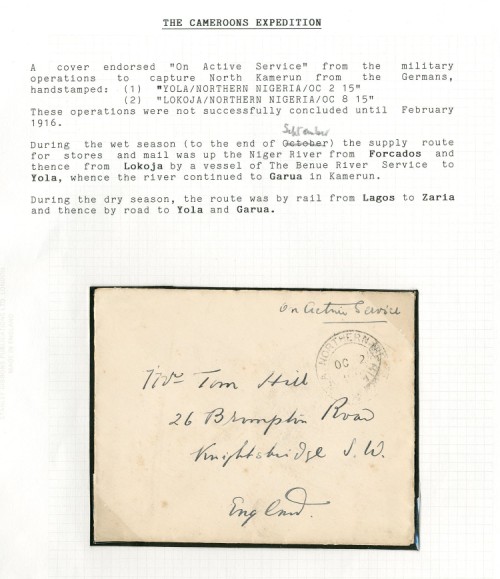 THE CAMEROONS EXPEDITION
A cover endorsed "On Active Service" from the military
operations to capture North Kamerun from the Germans,
handstamped: (1) "YOLA/NORTHERN NIGERIA/OC 2 15"
(2) "LOKOJA/NORTHERN NIGERIA/OC 8 15"
These operations were not successfully concluded until February
1916.
September
During the wet season (to the end of October) the supply route
for stores and mail was up the Niger River from Forcados and
thence from Lokoja by a vessel of The Benue River Service to
Yola, whence the river continued to Garua in Kamerun.
During the dry season, the route was by rail from Lagos to Zaria
and thence by road to Yola and Garua.
On Active Service
NORTHERN
OC 2
Tom Hill
26 Brompton Road
Knightsbridge S.W.
England.